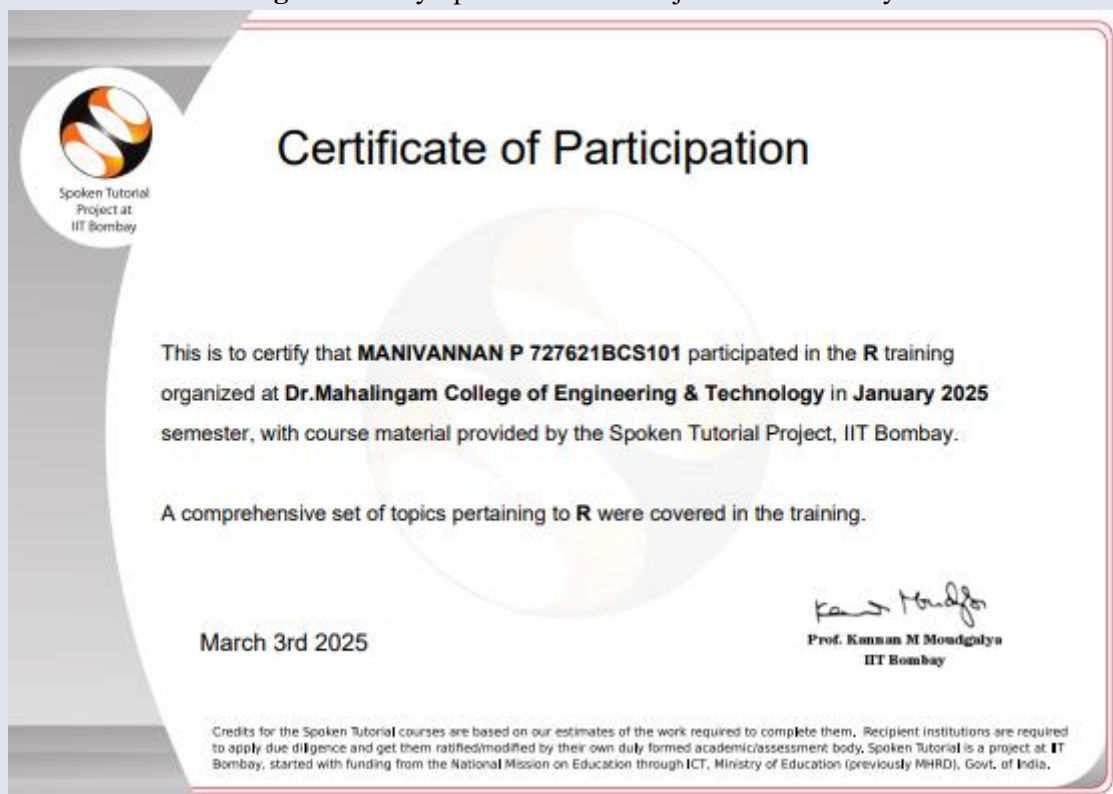 Certificate of Participation
Spoken Tutorial
Project at
IIT Bombay
This is to certify that MANIVANNAN P 727621BCS101 participated in the R training
organized at Dr.Mahalingam College of Engineering & Technology in January 2025
semester, with course material provided by the Spoken Tutorial Project, IIT Bombay.
A comprehensive set of topics pertaining to R were covered in the training.
March 3rd 2025
Prof. Kannan M Moudgalya
IIT Bombay
Credits for the Spoken Tutorial courses are based on our estimates of the work required to complete them. Recipient institutions are required
to apply due diligence and get them ratified/modified by their own duly formed academic/assessment body. Spoken Tutorial is a project at IIT
Bombay, started with funding from the National Mission on Education through ICT, Ministry of Education (previously MHRD), Govt. of India.